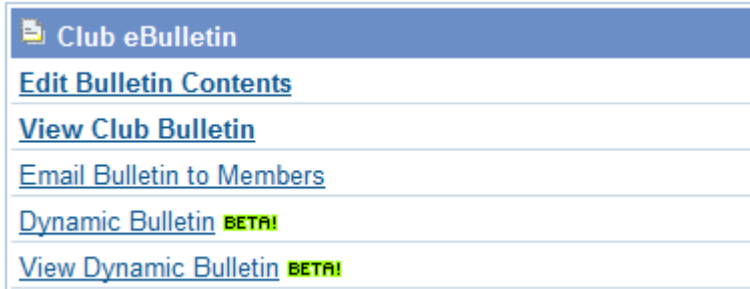 Club eBulletin
Edit Bulletin Contents
View Club Bulletin
Email Bulletin to Members
Dynamic Bulletin BETA!
View Dynamic Bulletin BETA!